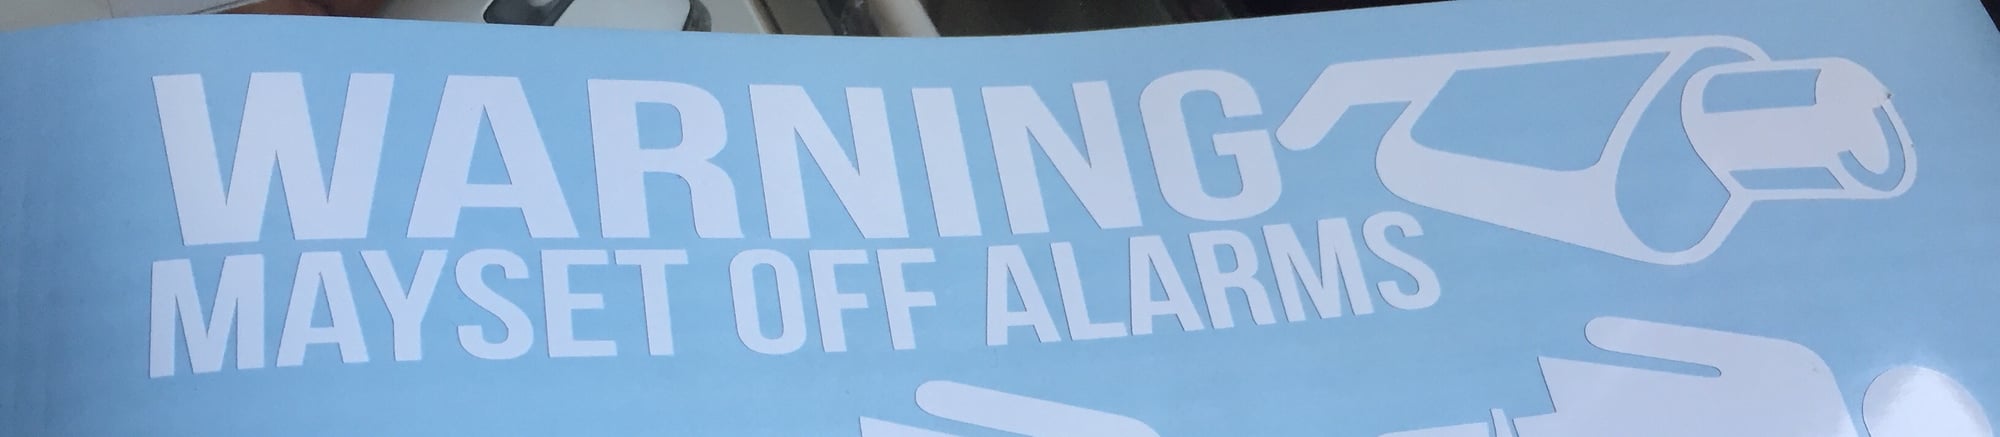 WARNING
MAYSET OFF ALARMS